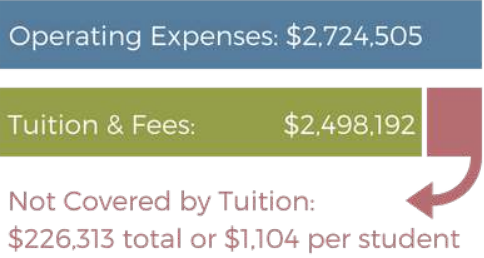 Operating Expenses: $2,724,505
Tuition & Fees: $2,498,192
Not Covered by Tuition:
$226,313 total or $1,104 per student